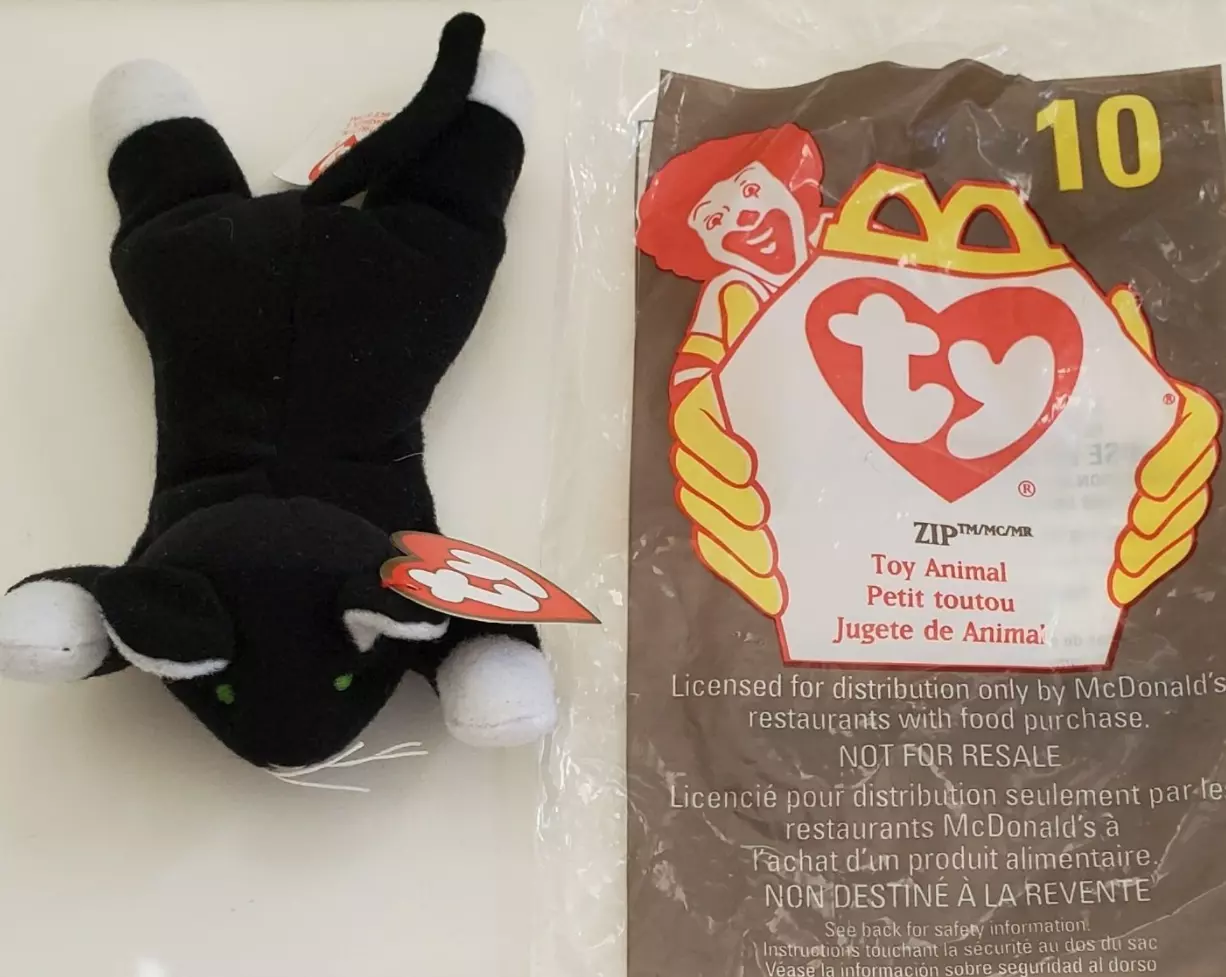 ty
10
ty
®
®
ZIP™/MC/MR
Toy Animal
Petit toutou
Jugete de Animal
Licensed for distribution only by McDonald's
restaurants with food purchase.
NOT FOR RESALE
Licencié pour distribution seulement par les
restaurants McDonald's à
l'achat d'un produit alimentaire.
NON DESTINÉ À LA REVENTE
See back for safety information.
Instructions touchant la sécurité au dos du sac
Véase la información sobre seguridad al dorso